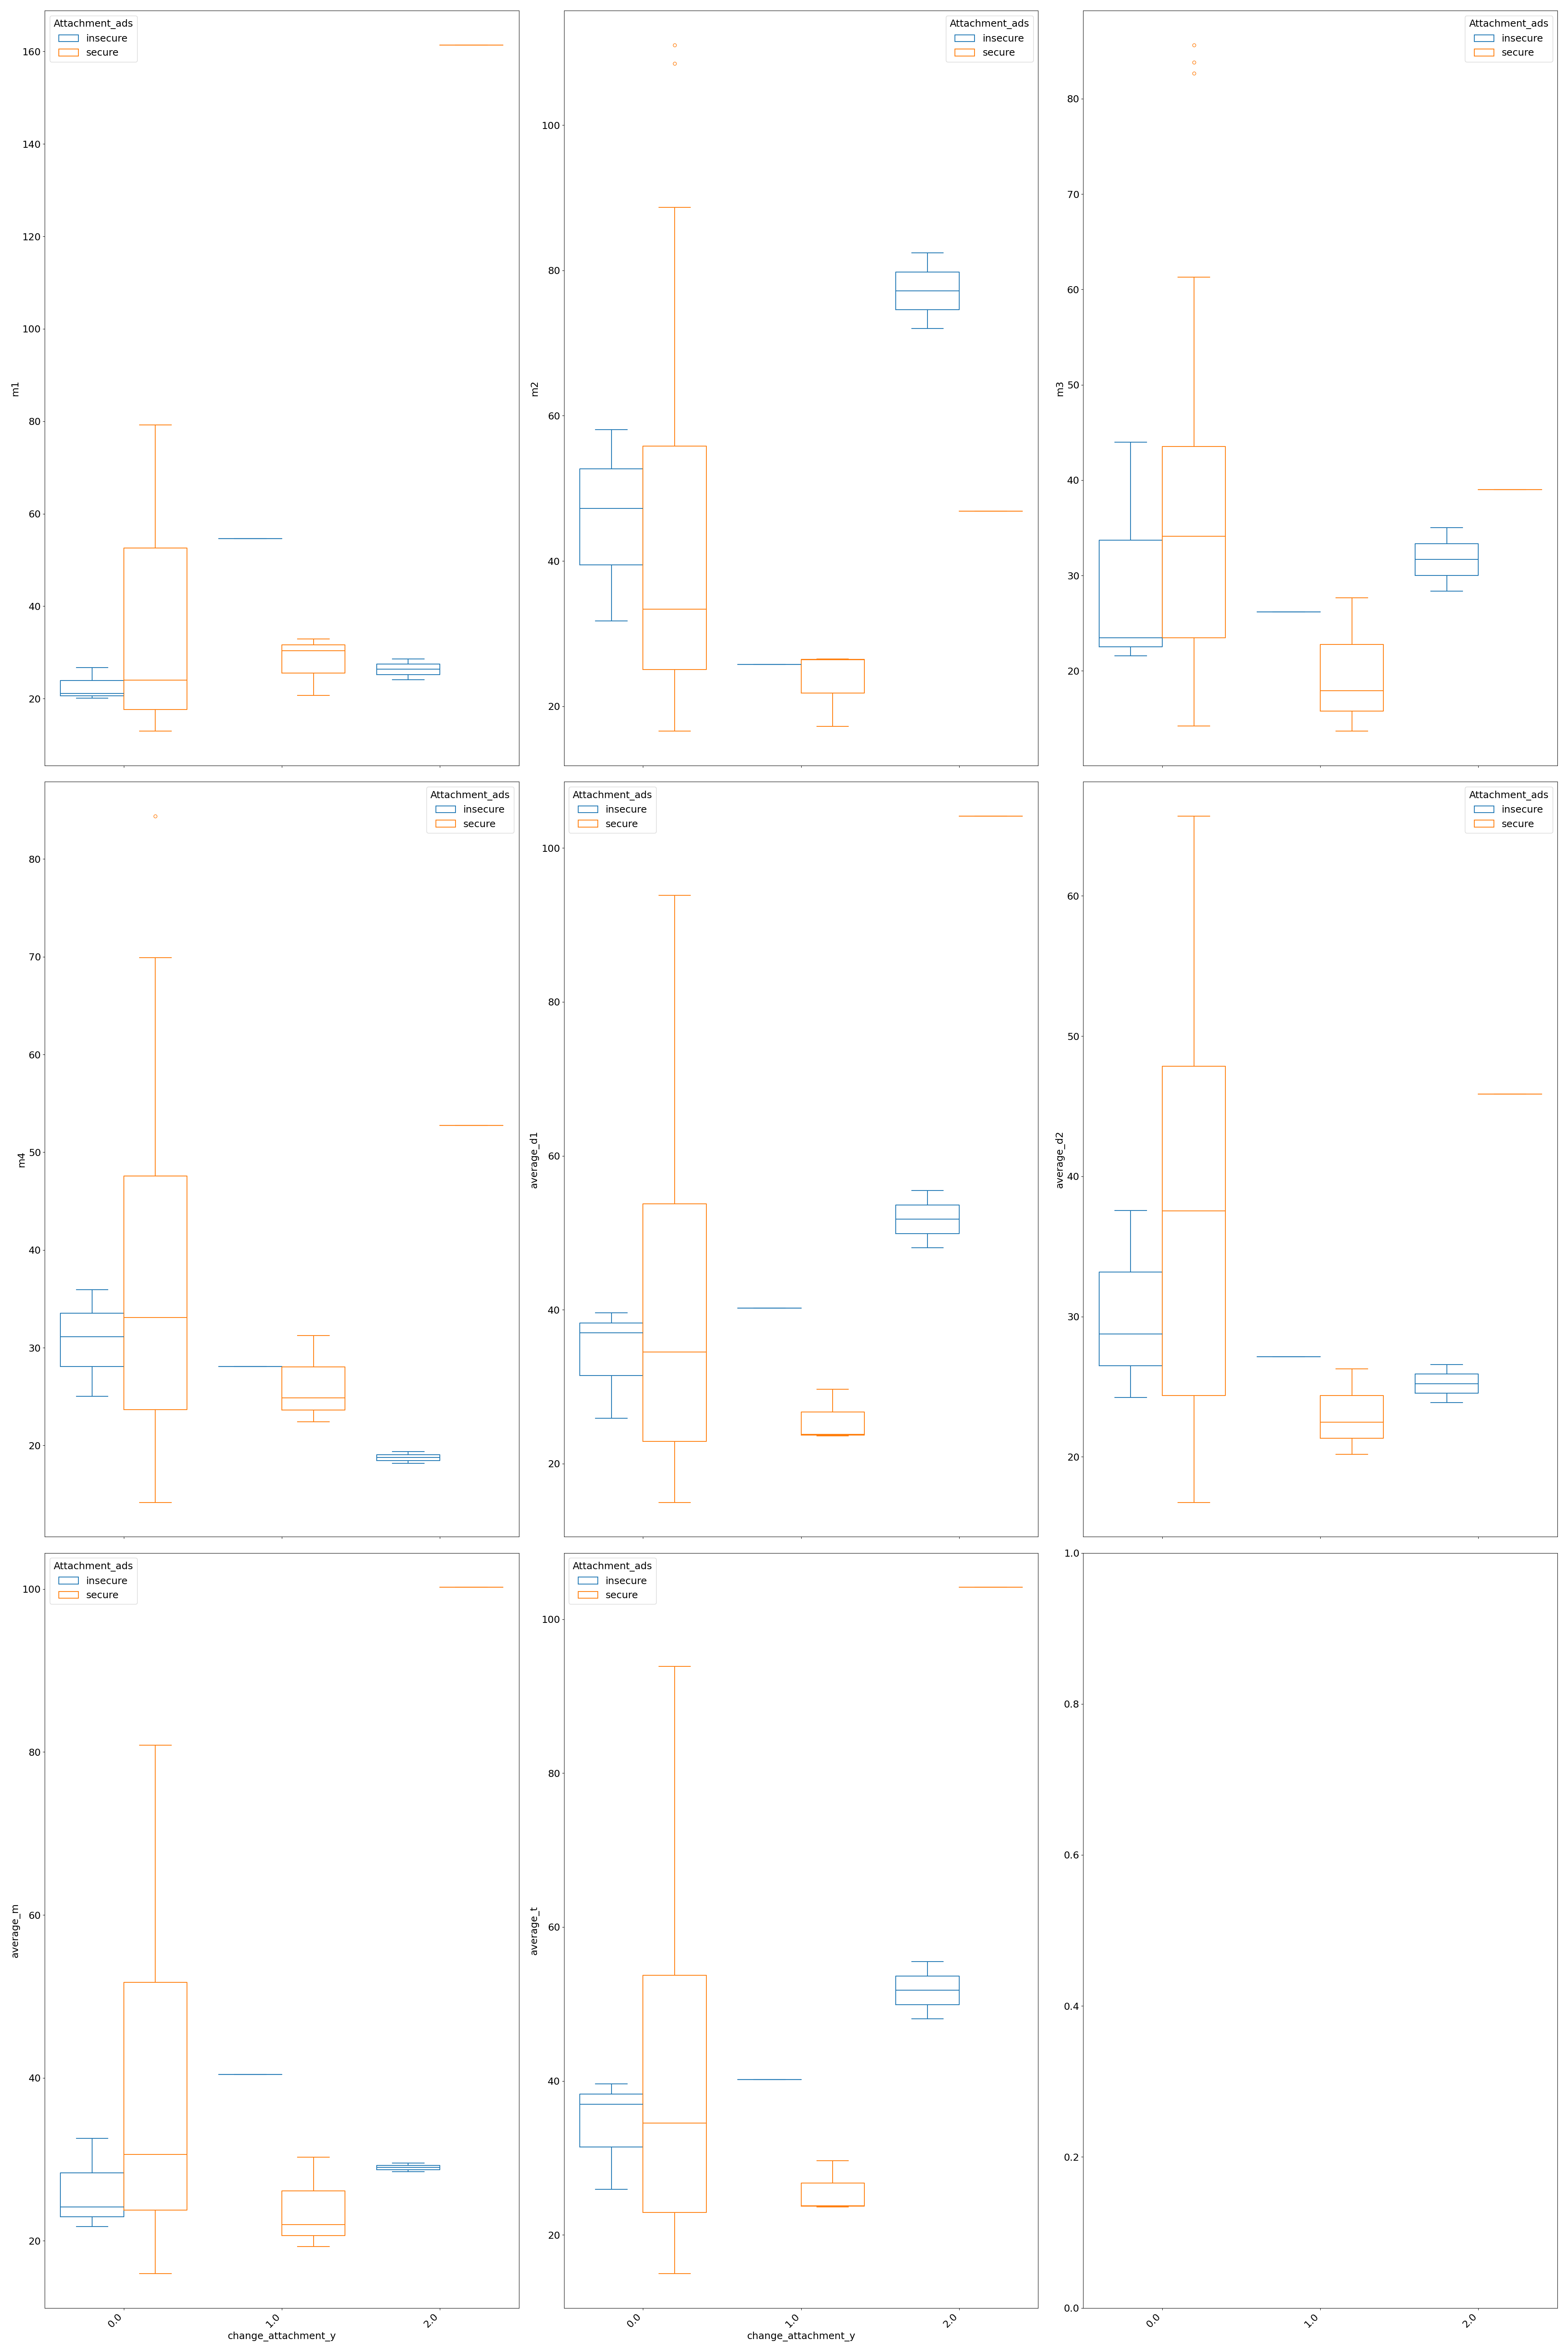 Attachment_ads
insecure
secure
160
140
120
100
80
60
40
20
m1
Attachment_ads
insecure
secure
100
80
60
40
20
m2
Attachment_ads
insecure
secure
80
70
60
50
40
30
20
m3
Attachment_ads
insecure
secure
80
70
60
50
40
30
20
m4
Attachment_ads
insecure
secure
100
80
60
40
20
average_d1
Attachment_ads
insecure
secure
60
50
40
30
20
average_d2
Attachment_ads
insecure
secure
100
80
60
40
20
average_m
0.0
1.0
2.0
change_attachment_y
Attachment_ads
insecure
secure
100
80
60
40
20
average_t
0.0
1.0
2.0
change_attachment_y
1.0
0.8
0.6
0.4
0.2
0.0
0.0
1.0
2.0